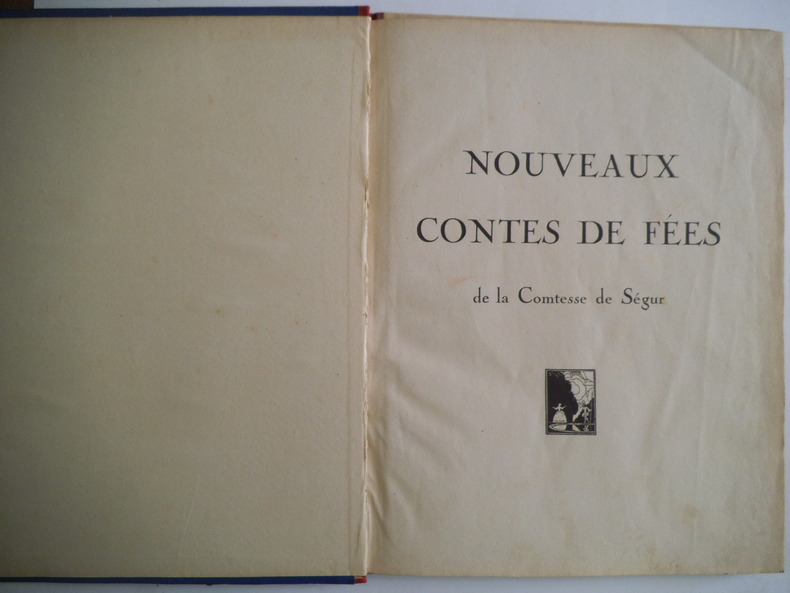 NOUVEAUX
CONTES DE FÉES
de la Comtesse de Ségur